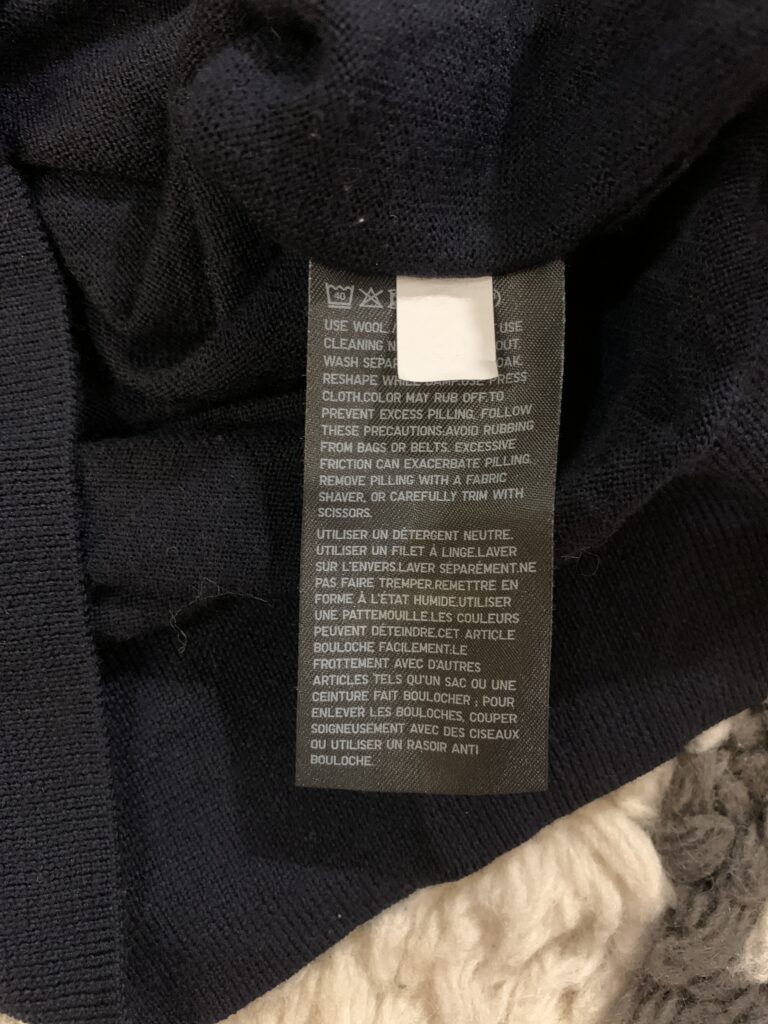 40
USE WOOL USE
CLEANING
WASH
RESHAPE PRESS
CLOTH.COLOR MAY RUB OFF.TO
PREVENT EXCESS PILLING, FOLLOW
THESE PRECAUTIONS:AVOID RUBBING
FROM BAGS OR BELTS. EXCESSIVE
FRICTION CAN EXACERBATE PILLING.
REMOVE PILLING WITH A FABRIC
SHAVER, OR CAREFULLY TRIM WITH
SCISSORS.
UTILISER UN DÉTERGENT NEUTRE.
UTILISER UN FILET À LINGE.LAVER
SUR L'ENVERS.LAVER SÉPARÉMENT.NE
PAS FAIRE TREMPER.REMETTRE EN
FORME À L'ÉTAT HUMIDE.UTILISER
UNE PATTEMOUILLE.LES COULEURS
PEUVENT DÉTEINDRE.CET ARTICLE
BOULOCHE FACILEMENT:LE
FROTTEMENT AVEC D'AUTRES
ARTICLES TELS QU'UN SAC OU UNE
CEINTURE FAIT BOULOCHER ; POUR
ENLEVER LES BOULOCHES, COUPER
SOIGNEUSEMENT AVEC DES CISEAUX
OU UTILISER UN RASOIR ANTI
BOULOCHE.